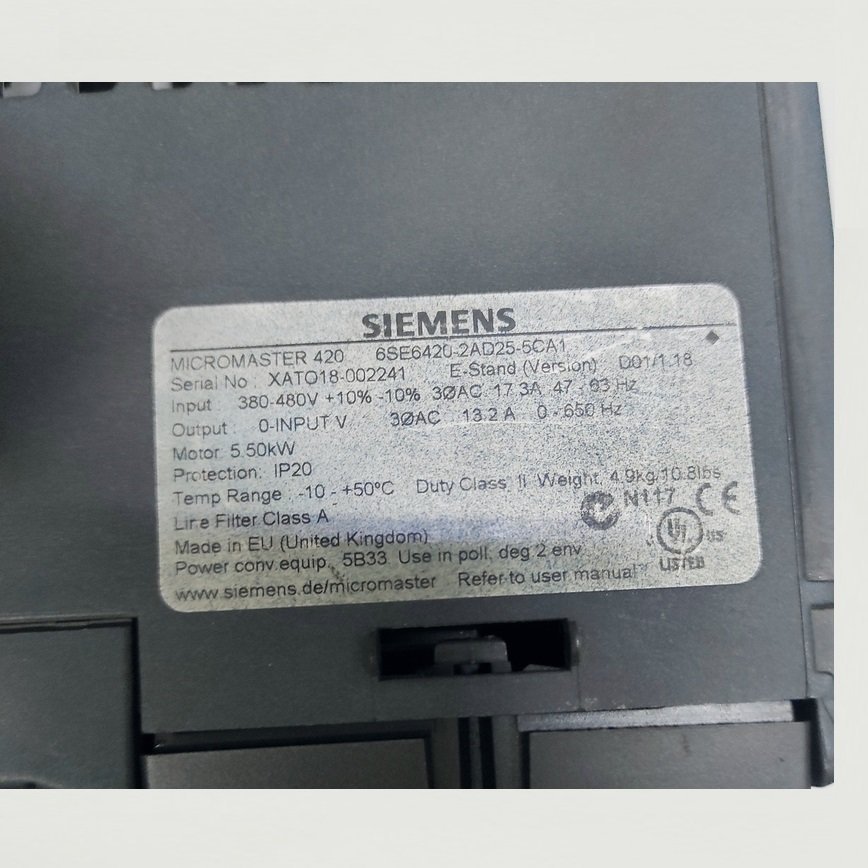 SIEMENS
MICROMASTER 420 6SE6420-2AD25-5CA1
Serial No : XATO18-002241 E-Stand (Version) D01/1.18
Input : 380-480V +10% -10% 3ØAC 17.3A 47 - 63 Hz
Output : 0-INPUT V 3ØAC 13.2 A 0 - 650 Hz
Motor: 5.50kW
Protection: IP20
Temp Range : -10 - +50°C Duty Class II Weight, 4.9kg/10.8lbs
Line Filter Class A N117 CE
Made in EU (United Kingdom) c UL US
Power conv.equip. 5B33 Use in poll. deg 2 env. LISTED
www.siemens.de/micromaster Refer to user manual